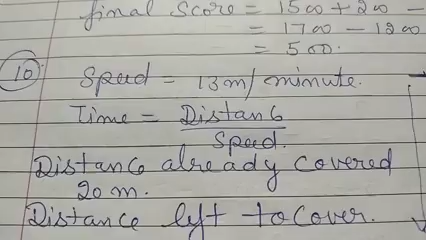 final Score = 1500 + 200 -
= 1700 - 1200
= 500.
10 Speed = 13m/minute.
Time = Distance
Speed.
Distance already covered
20 m.
Distance left to cover.